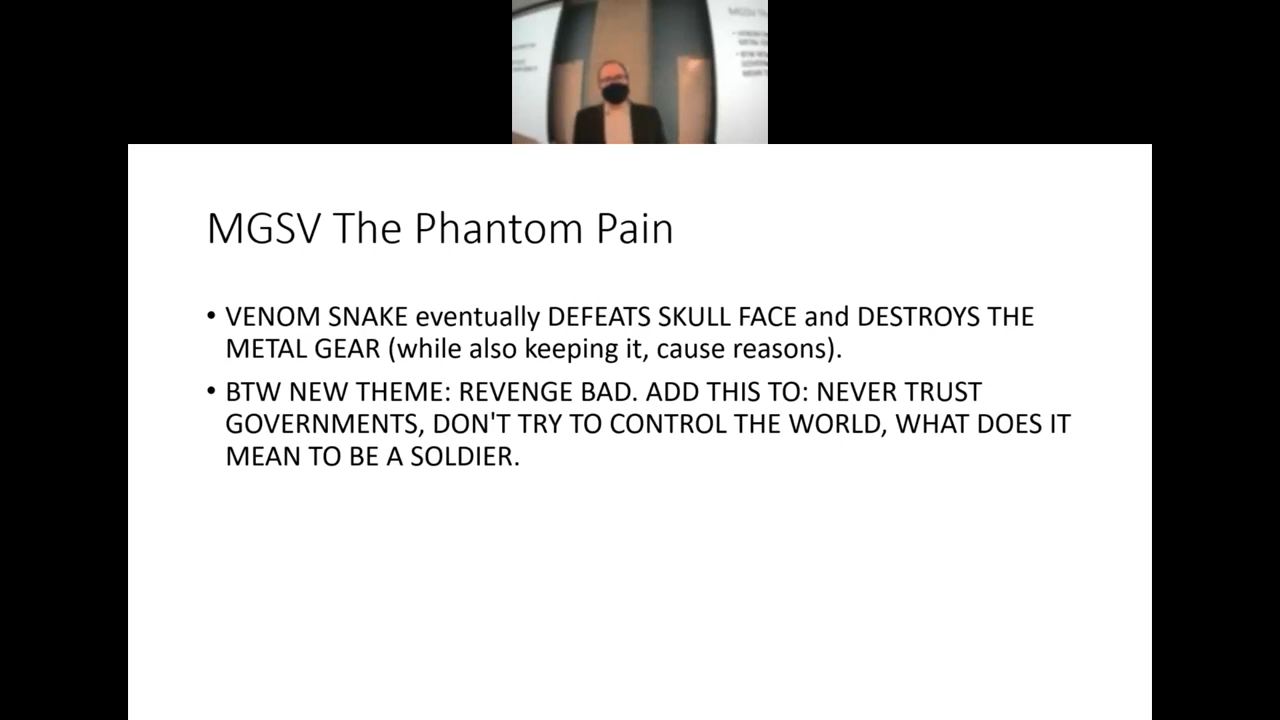 MGSV The Phantom Pain
• VENOM SNAKE eventually DEFEATS SKULL FACE and DESTROYS THE
METAL GEAR (while also keeping it, cause reasons).
• BTW NEW THEME: REVENGE BAD. ADD THIS TO: NEVER TRUST
GOVERNMENTS, DON'T TRY TO CONTROL THE WORLD, WHAT DOES IT
MEAN TO BE A SOLDIER.